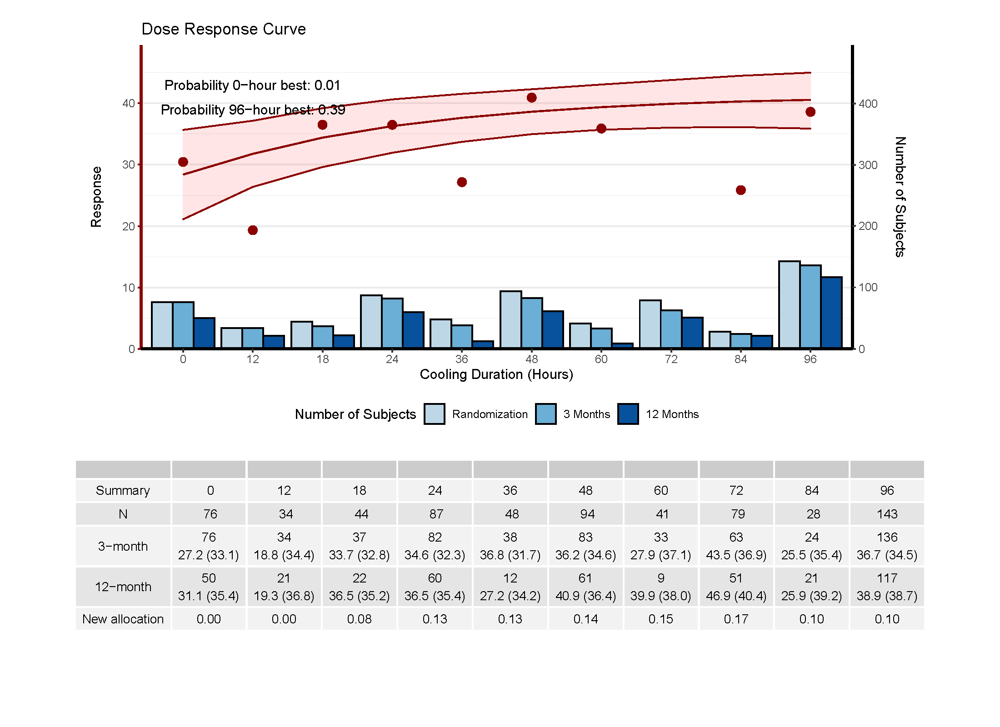 Dose Response Curve
Probability 0−hour best: 0.01
Probability 96−hour best: 0.39
Response
40
30
20
10
0
400
300
200
100
0
Number of Subjects
0 12 18 24 36 48 60 72 84 96
Cooling Duration (Hours)
Number of Subjects Randomization 3 Months 12 Months
Summary 0 12 18 24 36 48 60 72 84 96
N 76 34 44 87 48 94 41 79 28 143
3−month
76 34 37 82 38 83 33 63 24 136
27.2 (33.1) 18.8 (34.4) 33.7 (32.8) 34.6 (32.3) 36.8 (31.7) 36.2 (34.6) 27.9 (37.1) 43.5 (36.9) 25.5 (35.4) 36.7 (34.5)
12−month
50 21 22 60 12 61 9 51 21 117
31.1 (35.4) 19.3 (36.8) 36.5 (35.2) 36.5 (35.4) 27.2 (34.2) 40.9 (36.4) 39.9 (38.0) 46.9 (40.4) 25.9 (39.2) 38.9 (38.7)
New allocation 0.00 0.00 0.08 0.13 0.13 0.14 0.15 0.17 0.10 0.10